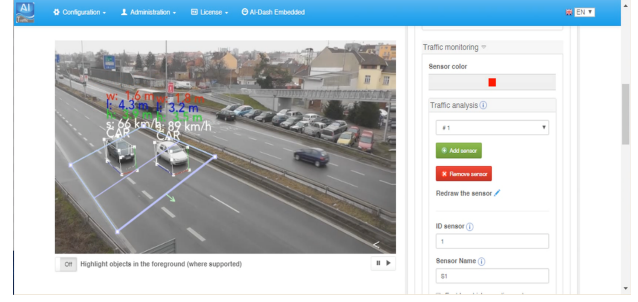 AI
Configuration
Administration
License
AI-Dash Embedded
EN
Traffic monitoring
Sensor color
Traffic analysis
# 1
Add sensor
Remove sensor
Redraw the sensor
ID sensor
1
Sensor Name
S1
w: 1.6 m
l: 4.3 m
l: 3.2 m
s: 66 km/h
s: 89 km/h
CAR
CAR
Off
Highlight objects in the foreground (where supported)